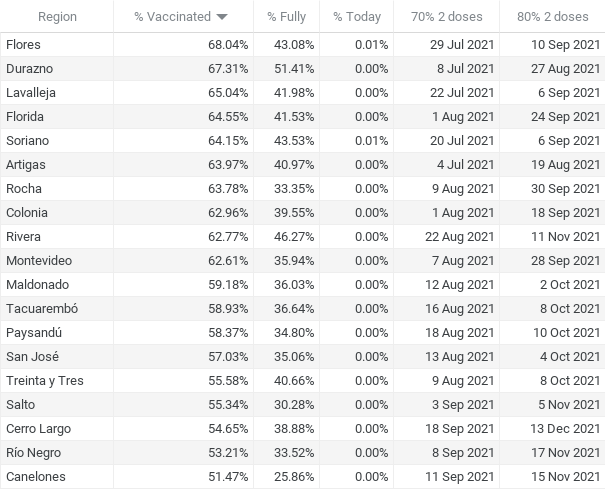 Region % Vaccinated % Fully % Today 70% 2 doses 80% 2 doses
Flores 68.04% 43.08% 0.01% 29 Jul 2021 10 Sep 2021
Durazno 67.31% 51.41% 0.00% 8 Jul 2021 27 Aug 2021
Lavalleja 65.04% 41.98% 0.00% 22 Jul 2021 6 Sep 2021
Florida 64.55% 41.53% 0.00% 1 Aug 2021 24 Sep 2021
Soriano 64.15% 43.53% 0.01% 20 Jul 2021 6 Sep 2021
Artigas 63.97% 40.97% 0.00% 4 Jul 2021 19 Aug 2021
Rocha 63.78% 33.35% 0.00% 9 Aug 2021 30 Sep 2021
Colonia 62.96% 39.55% 0.00% 1 Aug 2021 18 Sep 2021
Rivera 62.77% 46.27% 0.00% 22 Aug 2021 11 Nov 2021
Montevideo 62.61% 35.94% 0.00% 7 Aug 2021 28 Sep 2021
Maldonado 59.18% 36.03% 0.00% 12 Aug 2021 2 Oct 2021
Tacuarembó 58.93% 36.64% 0.00% 16 Aug 2021 8 Oct 2021
Paysandú 58.37% 34.80% 0.00% 18 Aug 2021 10 Oct 2021
San José 57.03% 35.06% 0.00% 13 Aug 2021 4 Oct 2021
Treinta y Tres 55.58% 40.66% 0.00% 9 Aug 2021 8 Oct 2021
Salto 55.34% 30.28% 0.00% 3 Sep 2021 5 Nov 2021
Cerro Largo 54.65% 38.88% 0.00% 18 Sep 2021 13 Dec 2021
Río Negro 53.21% 33.52% 0.00% 8 Sep 2021 17 Nov 2021
Canelones 51.47% 25.86% 0.00% 11 Sep 2021 15 Nov 2021